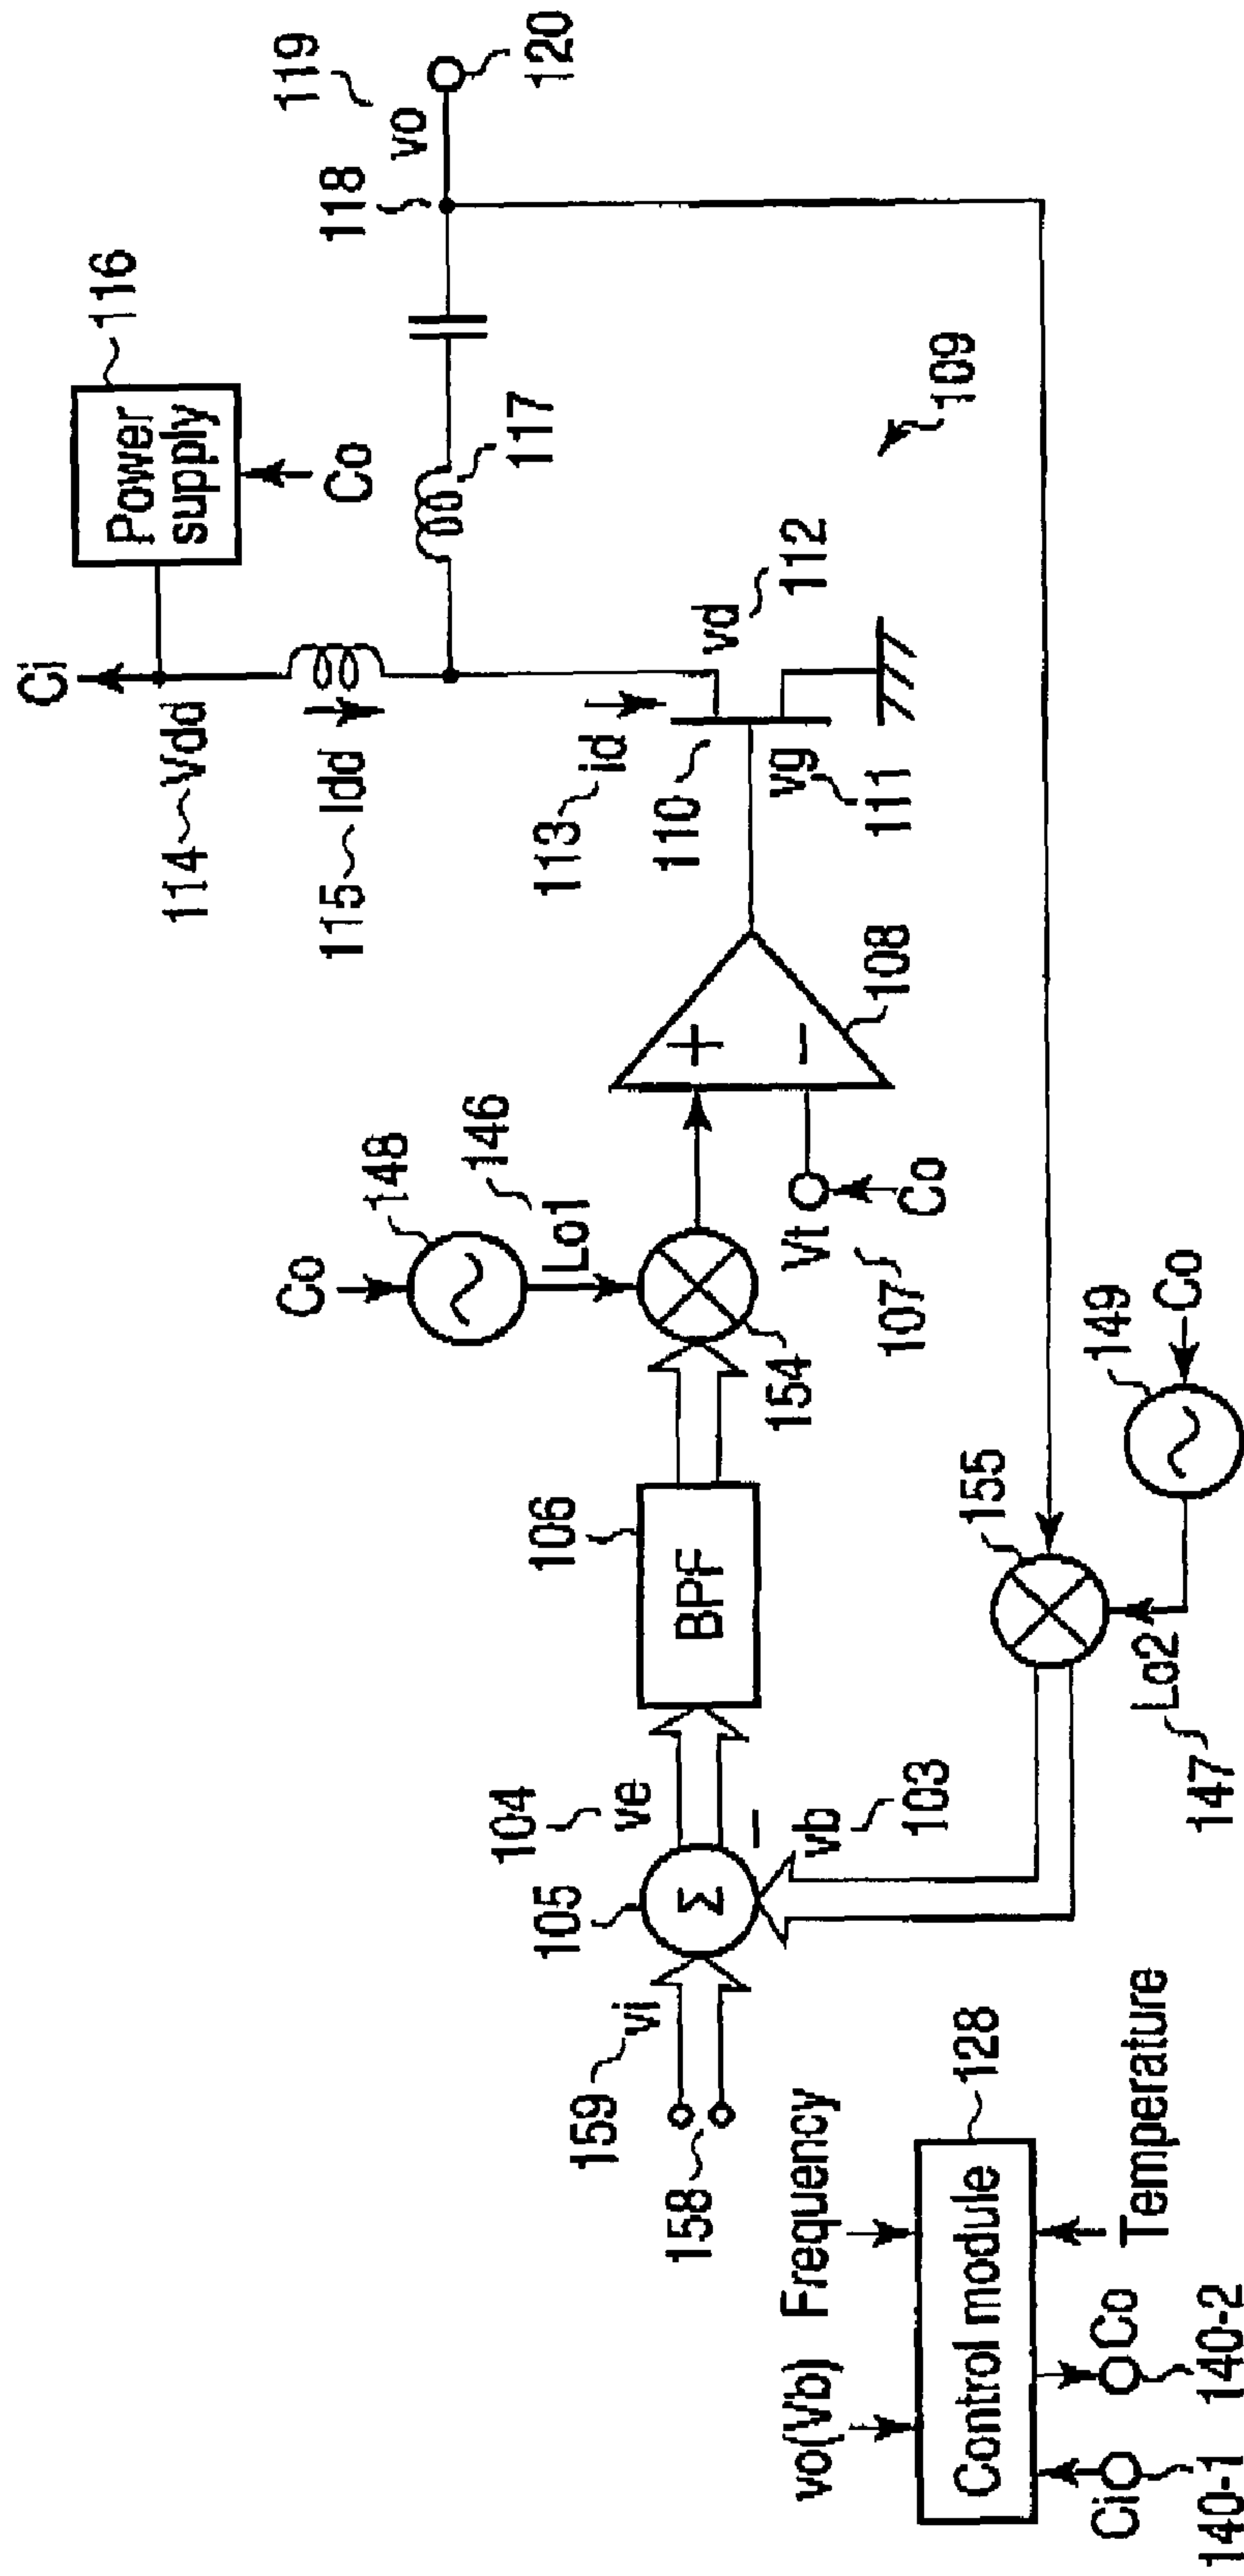 Ci
116
Power
supply
Co
114
Vdd
115
Idd
117
118
119
vo
120
113
id
110
vd
112
vg
111
109
Co
148
146
Lo1
154
108
+
−
Vt
107
Co
106
BPF
104
ve
105
Σ
−
vb
103
159
vi
158
155
149
Co
Lo2
147
vo(Vb)
Frequency
Control module
128
Ci
Co
Temperature
140-1
140-2